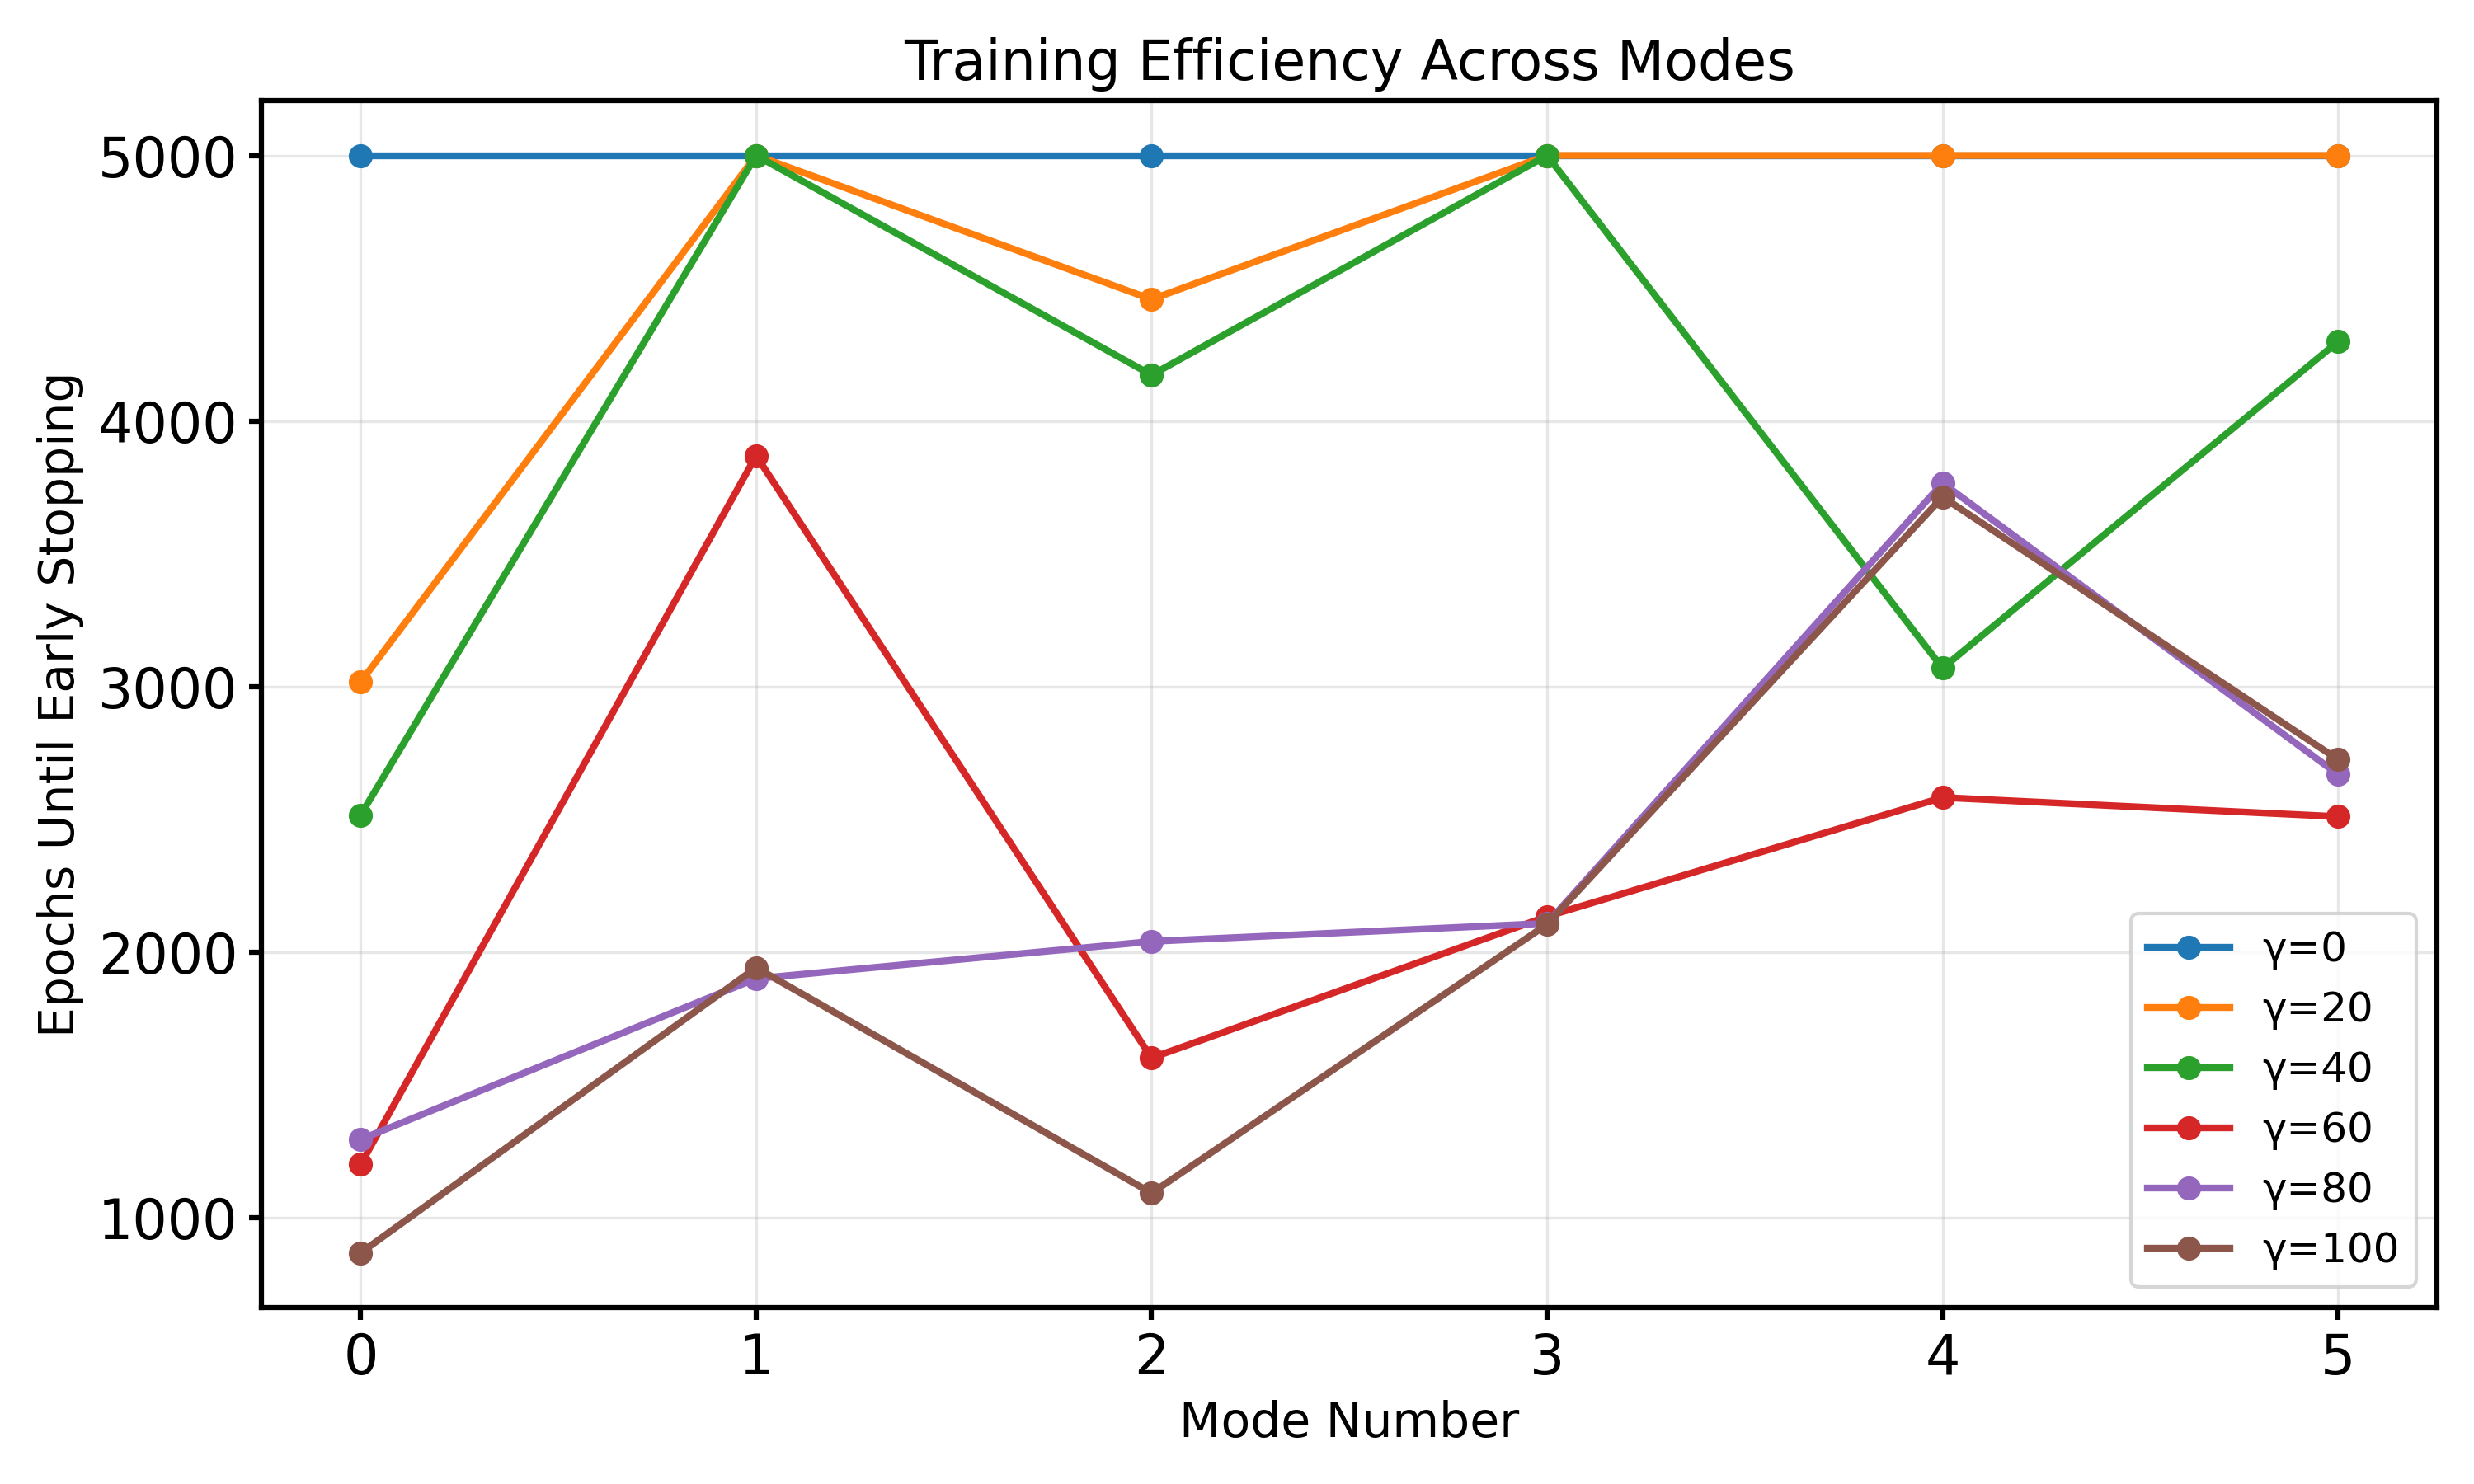 Training Efficiency Across Modes
Epochs Until Early Stopping
5000
4000
3000
2000
1000
0 1 2 3 4 5
Mode Number
γ=0
γ=20
γ=40
γ=60
γ=80
γ=100